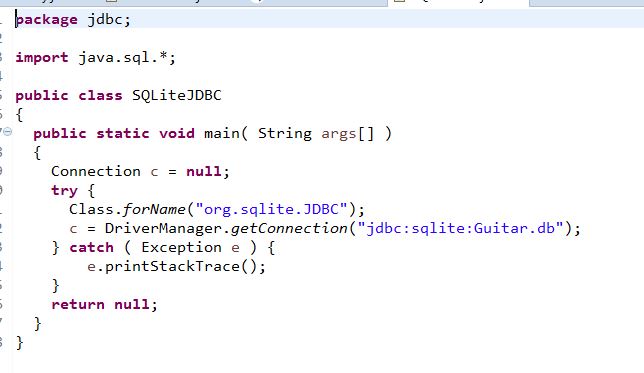 package jdbc;
import java.sql.*;
public class SQLiteJDBC
{
public static void main( String args[] )
{
Connection c = null;
try {
Class.forName("org.sqlite.JDBC");
c = DriverManager.getConnection("jdbc:sqlite:Guitar.db");
} catch ( Exception e ) {
e.printStackTrace();
}
return null;
}
}